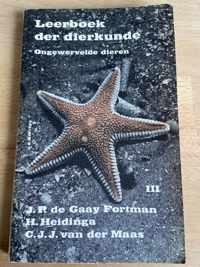 Leerboek
der dierkunde
Ongewervelde dieren
III
J.P. de Gaay Fortman
H. Heidinga
C.J.J. van der Maas